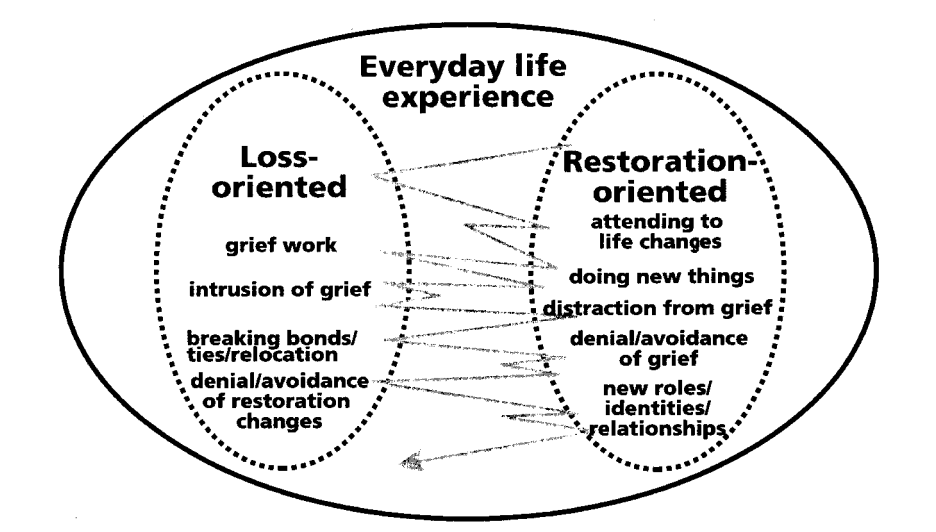 Everyday life
experience
Loss-
oriented
grief work
intrusion of grief
breaking bonds/
ties/relocation
denial/avoidance
of restoration
changes
Restoration-
oriented
attending to
life changes
doing new things
distraction from grief
denial/avoidance
of grief
new roles/
identities/
relationships